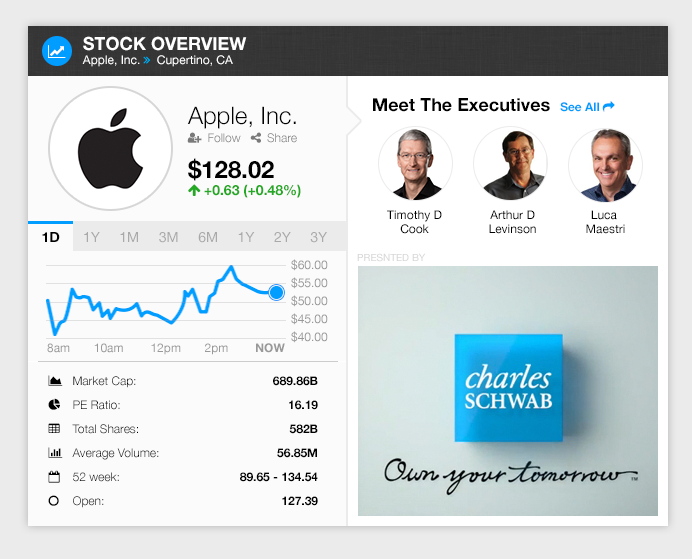 STOCK OVERVIEW
Apple, Inc. » Cupertino, CA
Apple, Inc.
Follow Share
$128.02
+0.63 (+0.48%)
1D 1Y 1M 3M 6M 1Y 2Y 3Y
$60.00
$55.00
$50.00
$45.00
$40.00
8am 10am 12pm 2pm NOW
Market Cap: 689.86B
PE Ratio: 16.19
Total Shares: 582B
Average Volume: 56.85M
52 week: 89.65 - 134.54
Open: 127.39
Meet The Executives See All
Timothy D
Cook
Arthur D
Levinson
Luca
Maestri
PRESNTED BY
charles
SCHWAB
Own your tomorrow™